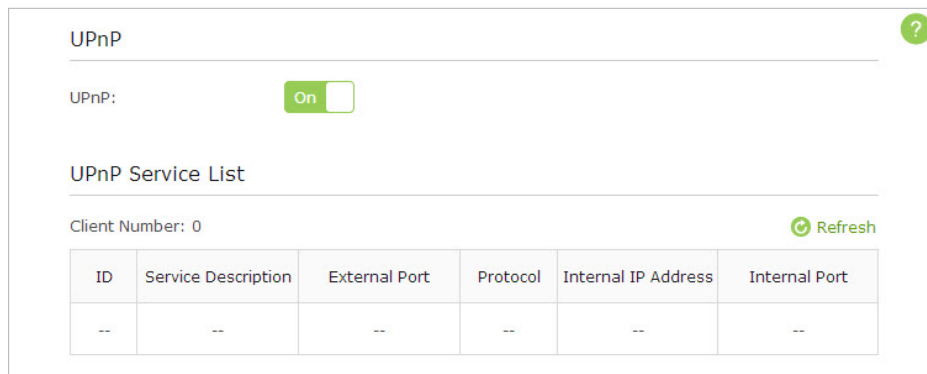 ?
UPnP
UPnP: On
UPnP Service List
Client Number: 0 Refresh
ID Service Description External Port Protocol Internal IP Address Internal Port
-- -- -- -- -- --